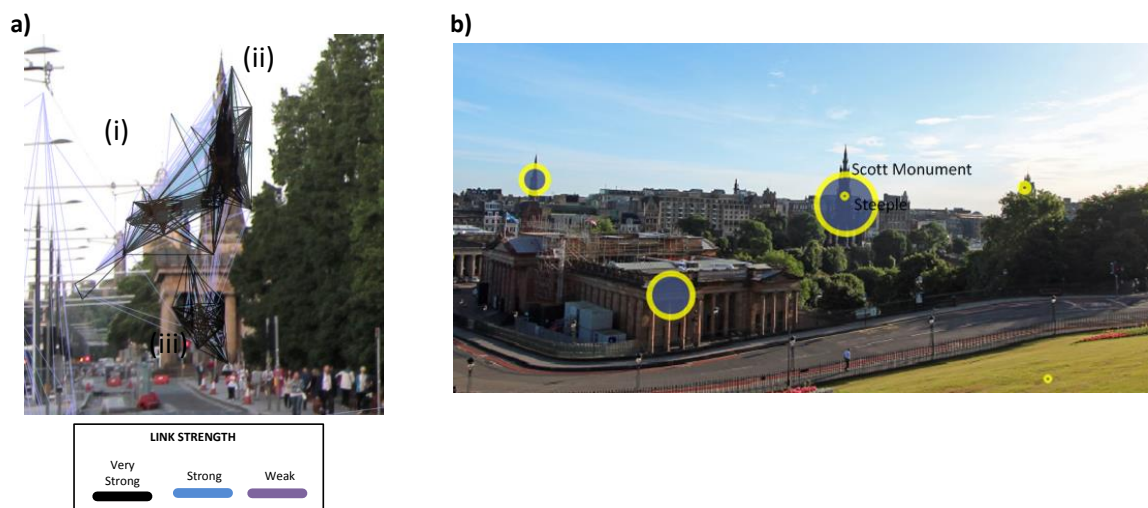 a)
b)
(ii)
(i)
(iii)
Scott Monument
Steeple
LINK STRENGTH
Very
Strong
Strong
Weak